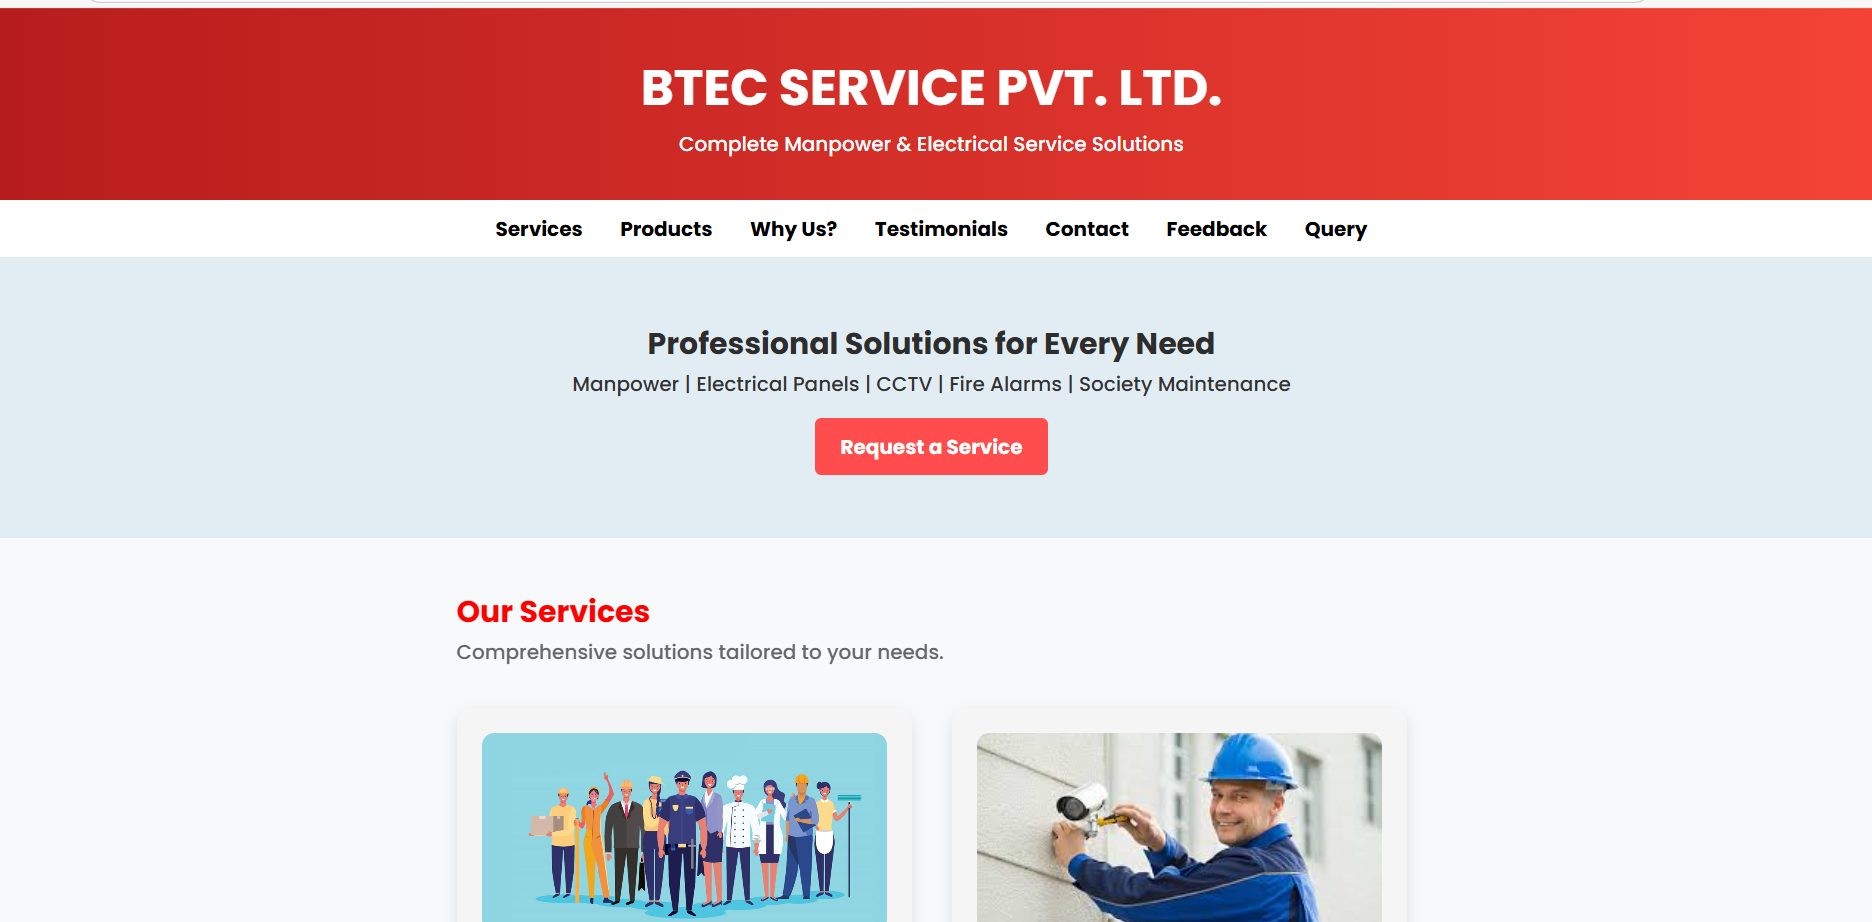 BTEC SERVICE PVT. LTD.
Complete Manpower & Electrical Service Solutions
Services Products Why Us? Testimonials Contact Feedback Query
Professional Solutions for Every Need
Manpower | Electrical Panels | CCTV | Fire Alarms | Society Maintenance
Request a Service
Our Services
Comprehensive solutions tailored to your needs.